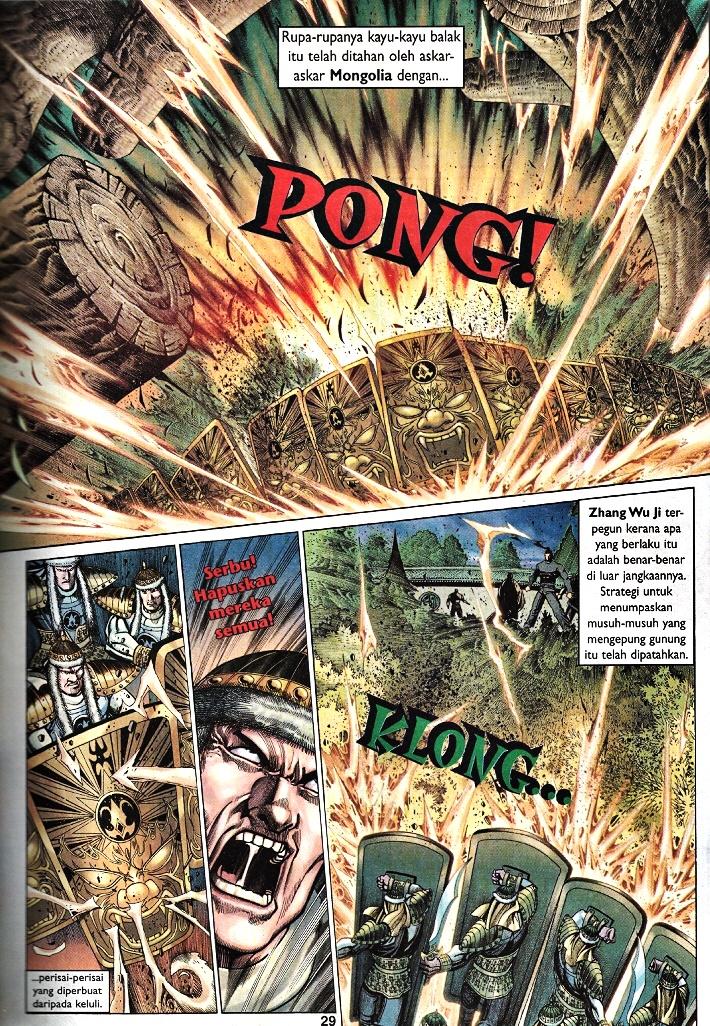 Rupa-rupanya kayu-kayu balak
itu telah ditahan oleh askar-
askar Mongolia dengan...
PONG!
...perisai-perisai
yang diperbuat
daripada keluli.
Serbu!
Hapuskan
mereka
semua!
Zhang Wu Ji ter-
pegun kerana apa
yang berlaku itu
adalah benar-benar
di luar jangkaannya.
Strategi untuk
menumpaskan
musuh-musuh yang
mengepung gunung
itu telah dipatahkan.
KLONG...
29